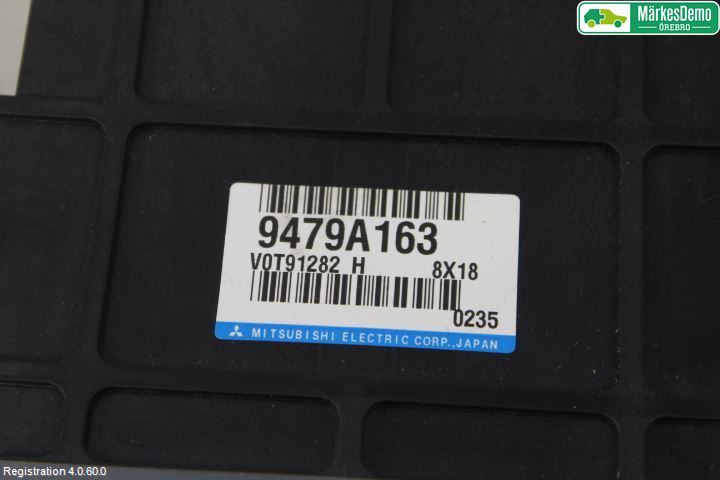 MärkesDemo
ÖREBRO
9479A163
V0T91282 H 8X18
0235
MITSUBISHI ELECTRIC CORP.,JAPAN
Registration 4.0.60.0